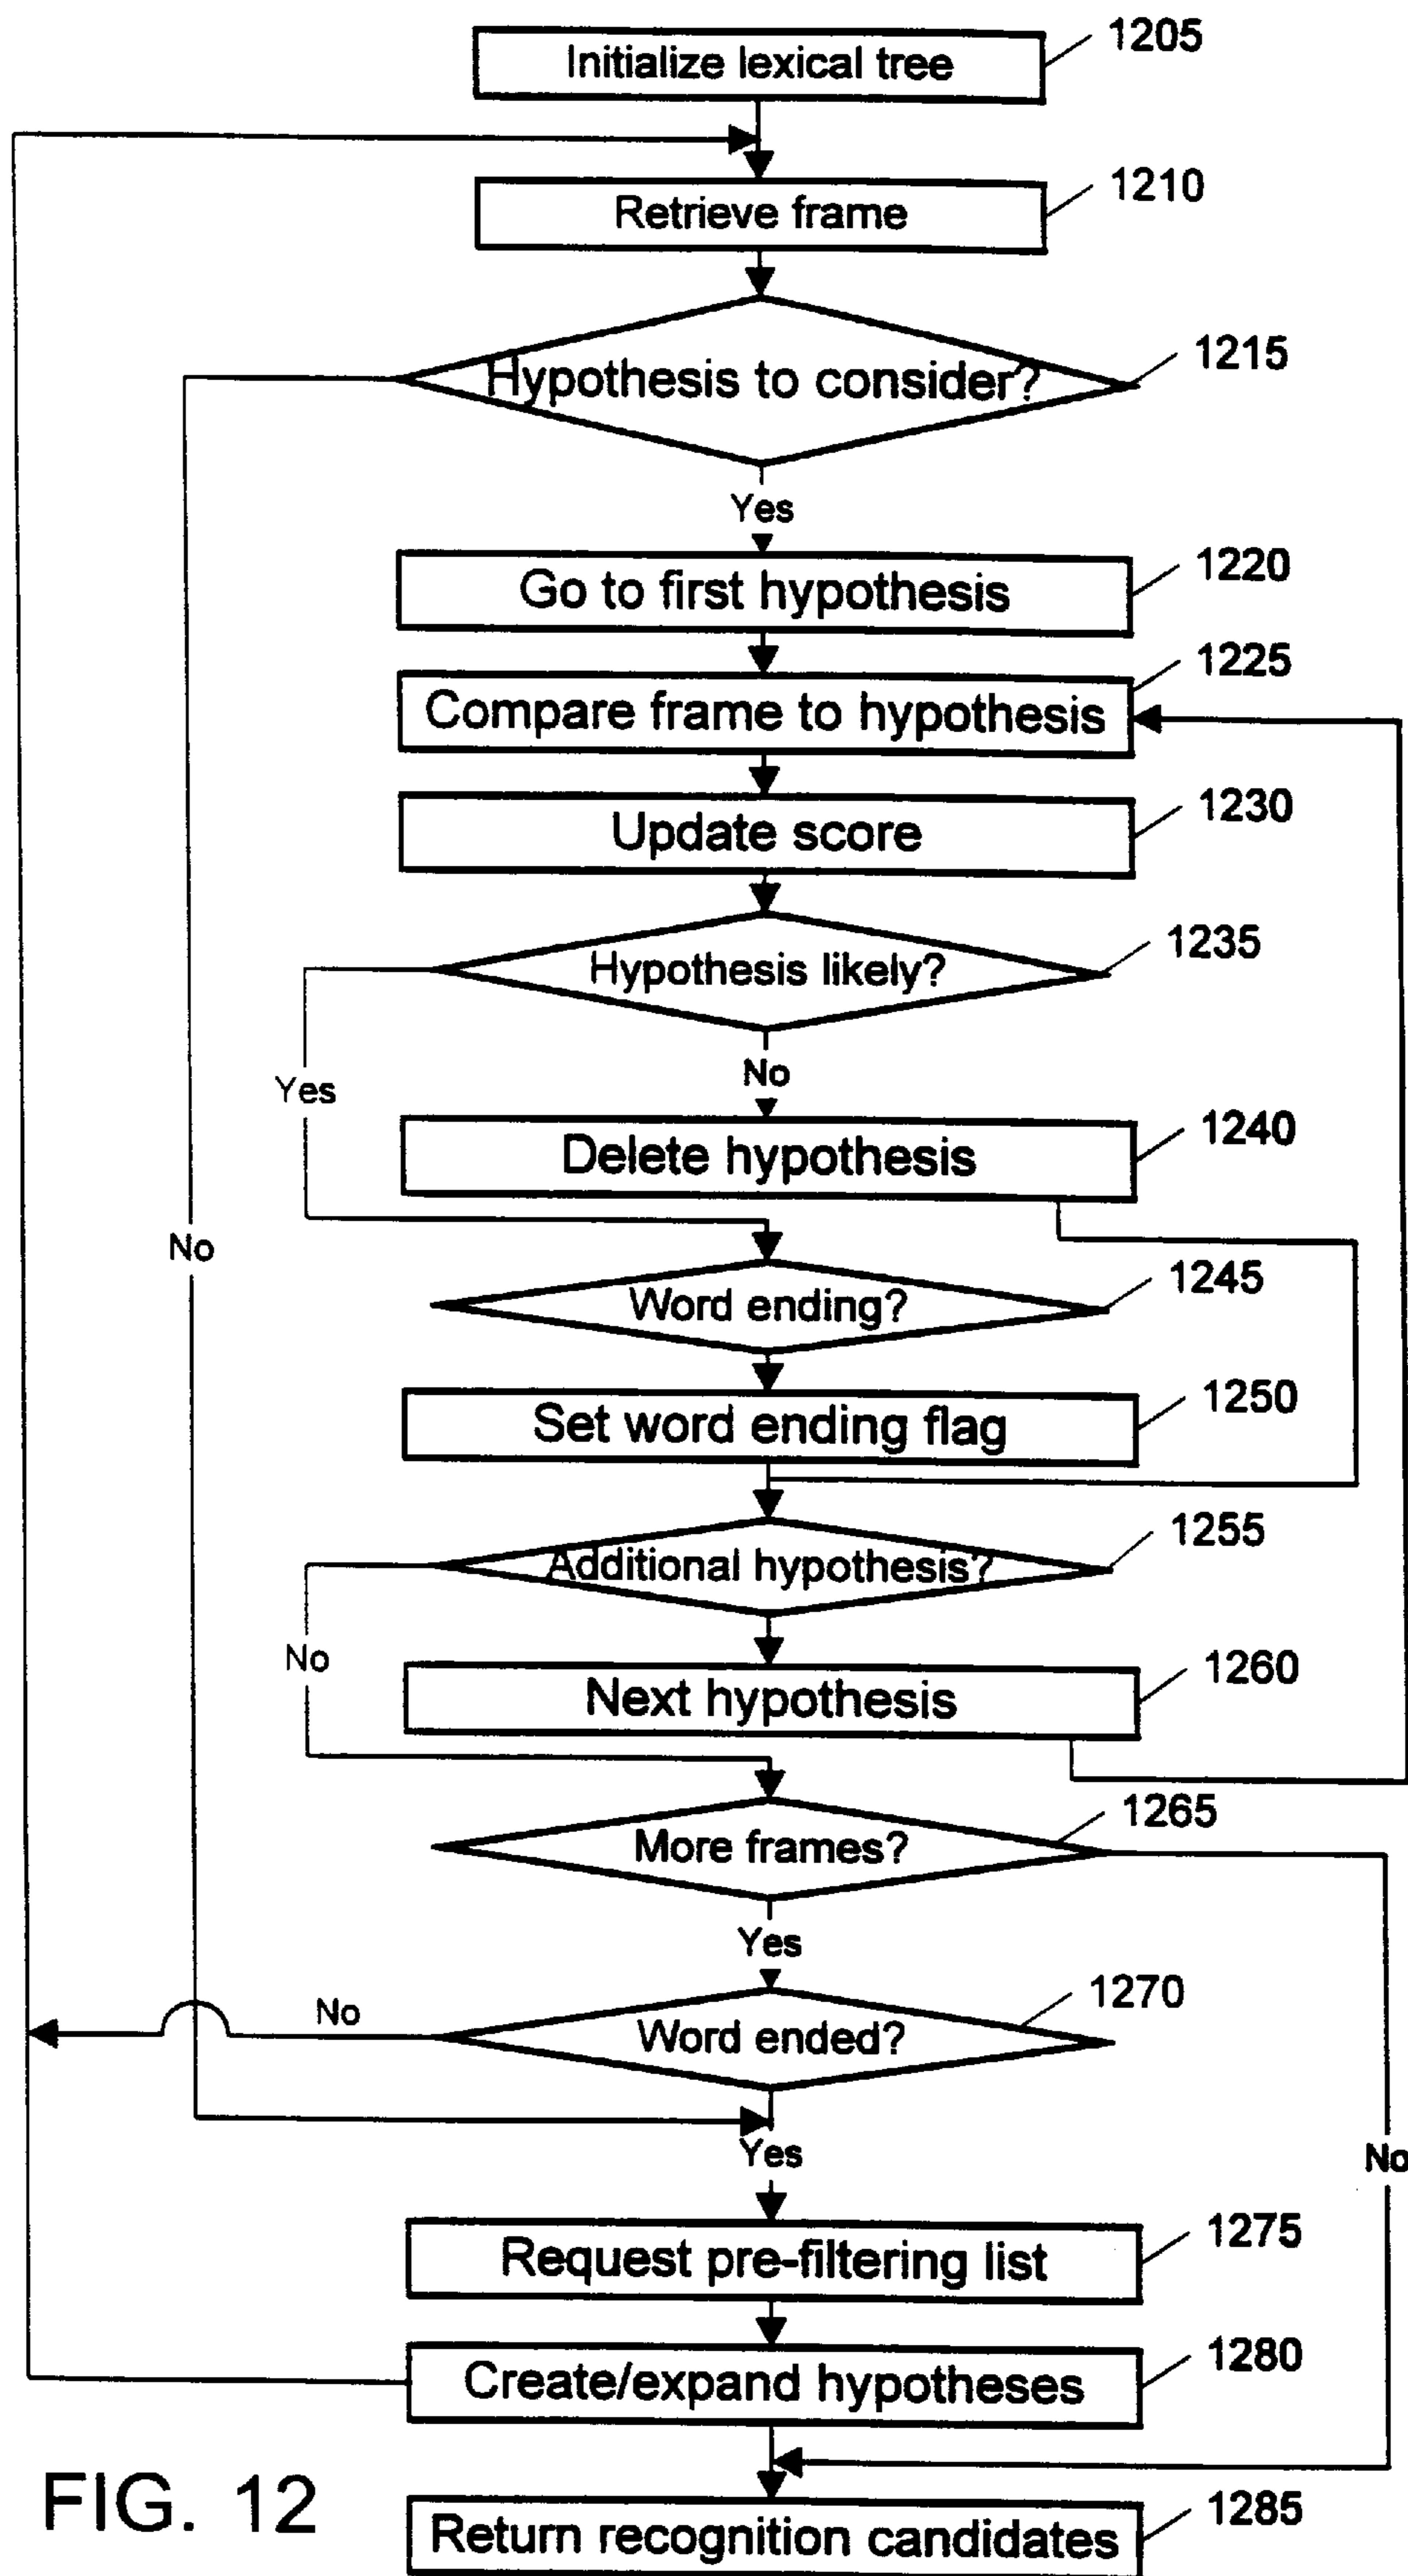 1205
Initialize lexical tree
1210
Retrieve frame
1215
Hypothesis to consider?
Yes
1220
Go to first hypothesis
1225
Compare frame to hypothesis
1230
Update score
1235
Hypothesis likely?
Yes
No
1240
Delete hypothesis
No
1245
Word ending?
1250
Set word ending flag
1255
Additional hypothesis?
No
1260
Next hypothesis
1265
More frames?
Yes
1270
No
Word ended?
Yes
No
1275
Request pre-filtering list
1280
Create/expand hypotheses
1285
Return recognition candidates
FIG. 12